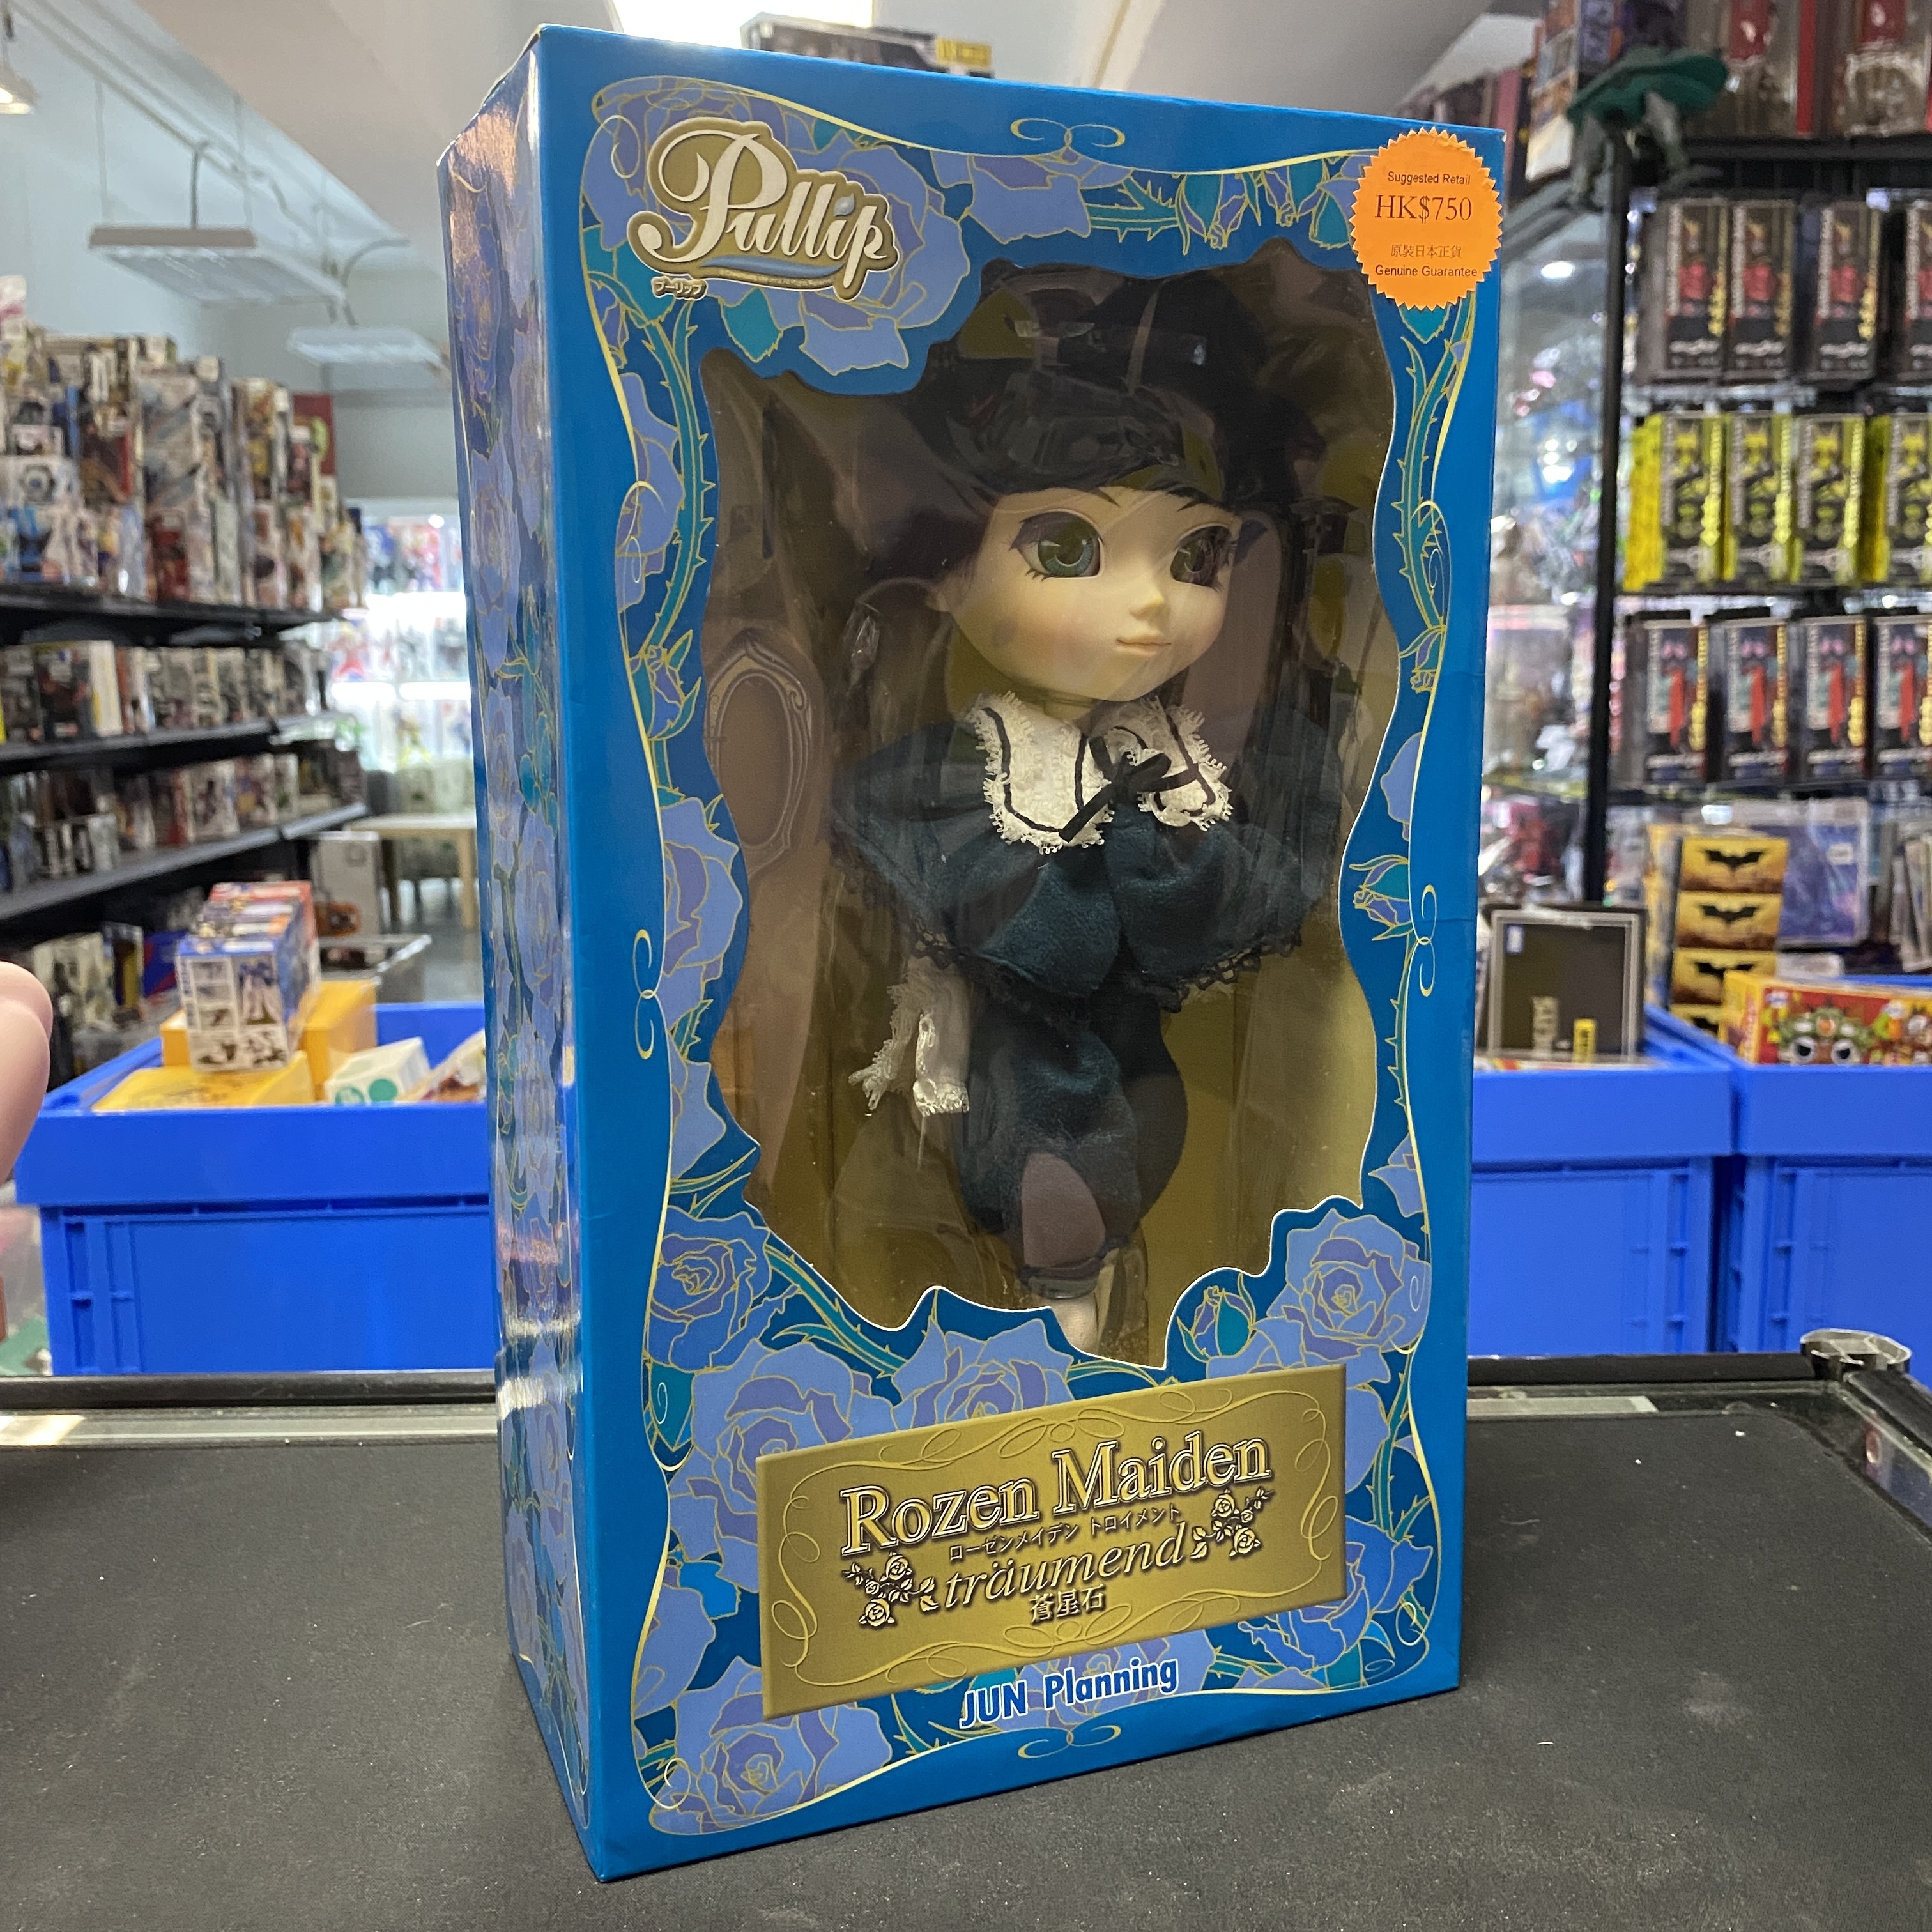 Pullip
プーリップ
Suggested Retail
HK$750
原裝日本正貨
Genuine Guarantee
Rozen Maiden
ローゼンメイデン トロイメント
träumend
蒼星石
JUN Planning